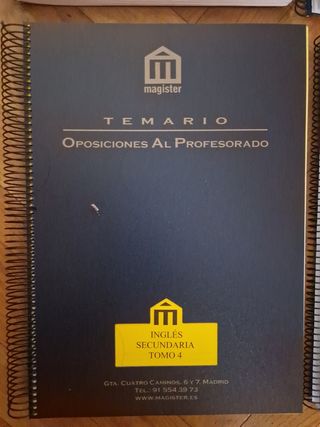 magister
TEMARIO
OPOSICIONES AL PROFESORADO
INGLÉS
SECUNDARIA
TOMO 4
GTA. CUATRO CAMINOS, 6 Y 7. MADRID
TEL.: 91 554 39 73
WWW.MAGISTER.ES